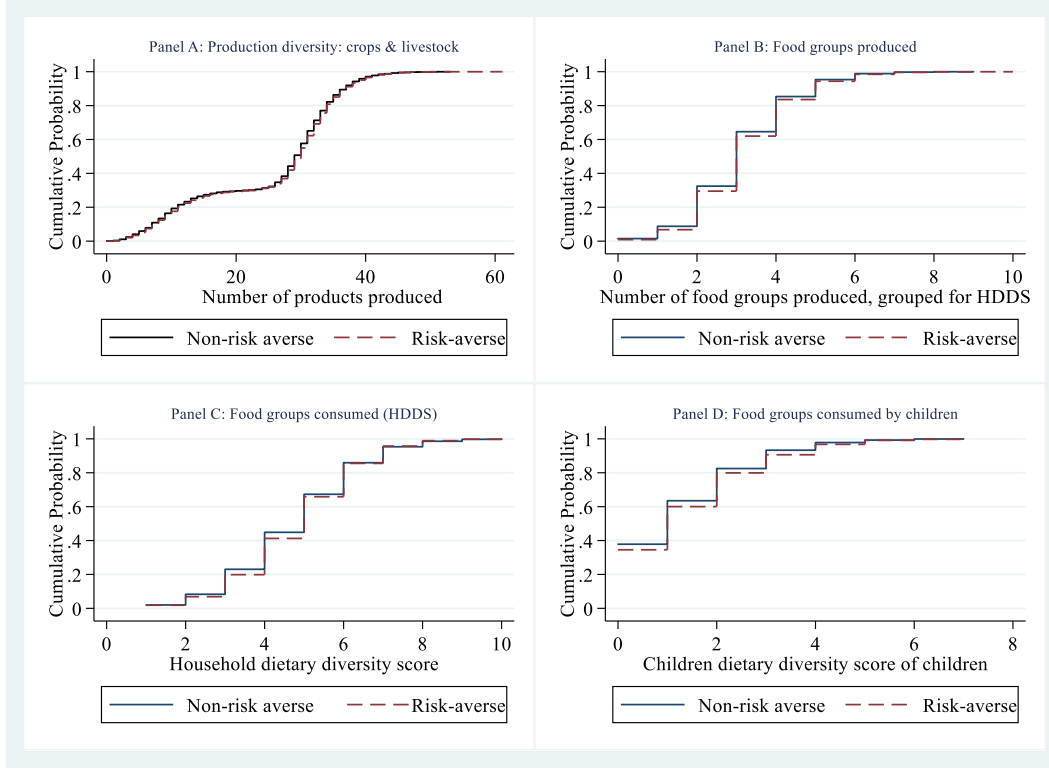 Panel A: Production diversity: crops & livestock
Cumulative Probability
1
.8
.6
.4
.2
0
0 20 40 60
Number of products produced
Non-risk averse Risk-averse
Panel B: Food groups produced
Cumulative Probability
1
.8
.6
.4
.2
0
0 2 4 6 8 10
Number of food groups produced, grouped for HDDS
Non-risk averse Risk-averse
Panel C: Food groups consumed (HDDS)
Cumulative Probability
1
.8
.6
.4
.2
0
0 2 4 6 8 10
Household dietary diversity score
Non-risk averse Risk-averse
Panel D: Food groups consumed by children
Cumulative Probability
1
.8
.6
.4
.2
0
0 2 4 6 8
Children dietary diversity score of children
Non-risk averse Risk-averse